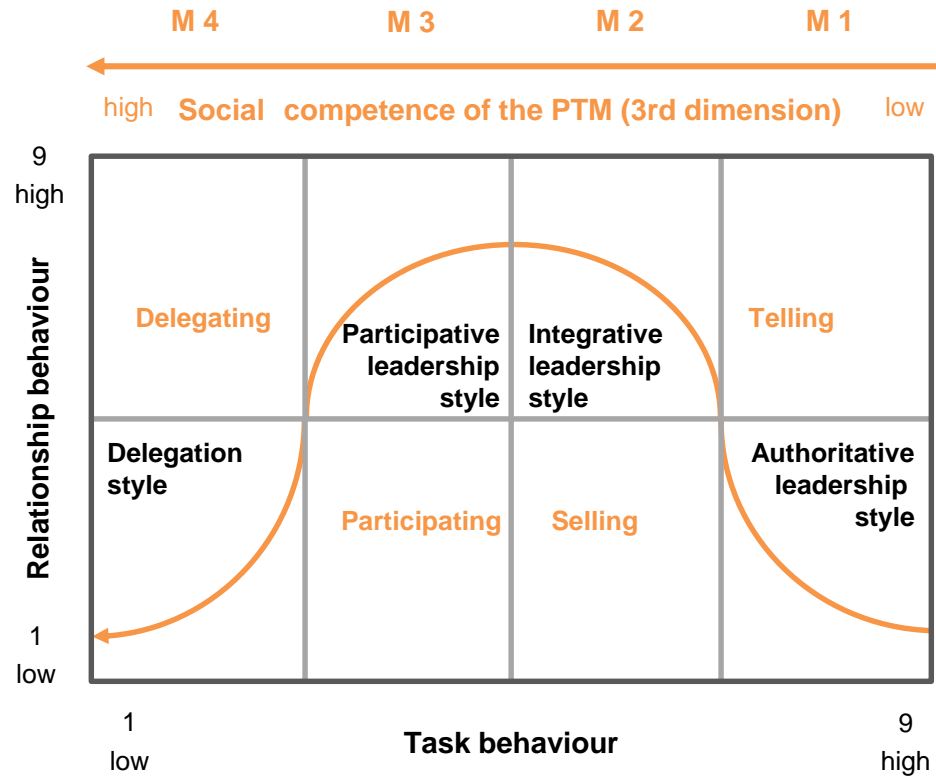 M 4 M 3 M 2 M 1
high Social competence of the PTM (3rd dimension) low
9
high
Relationship behaviour
Delegating
Participative
leadership
style
Integrative
leadership
style
Telling
Delegation
style
Participating
Selling
Authoritative
leadership
style
1
low
1
low
Task behaviour
9
high